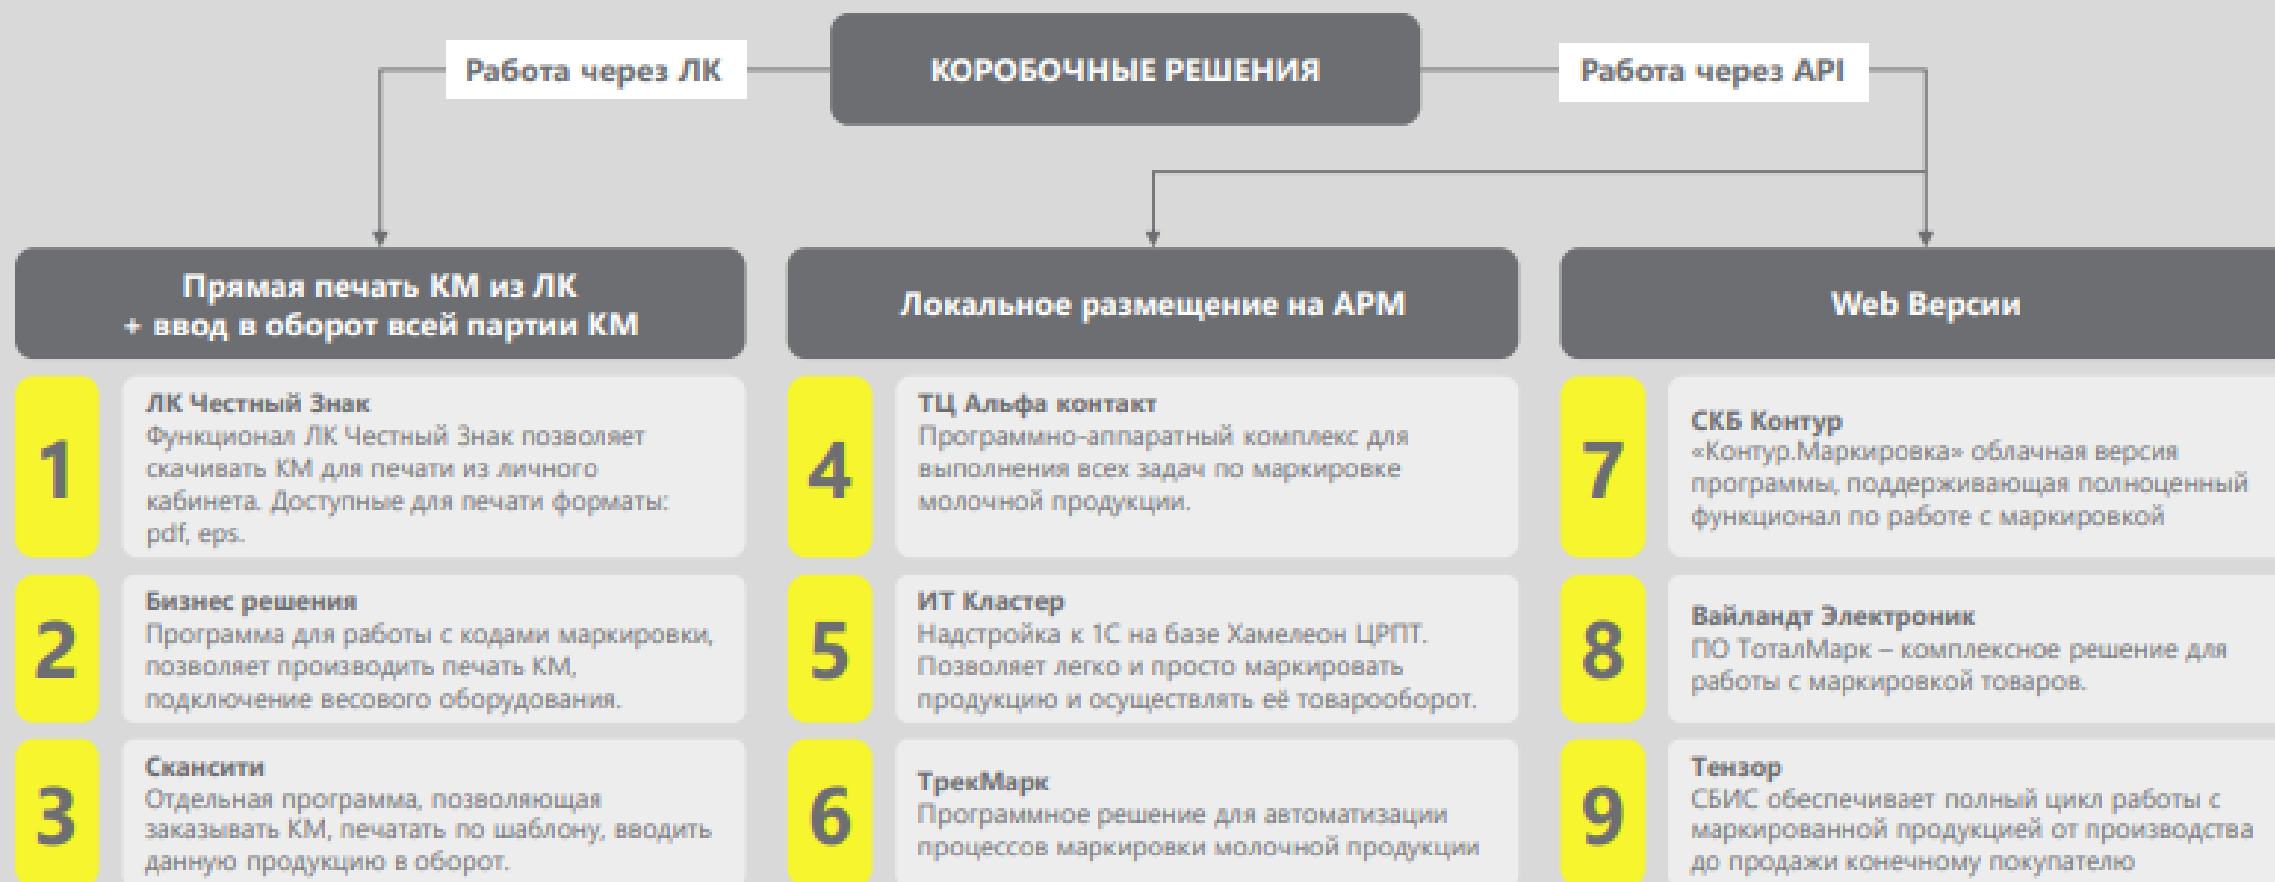 Работа через ЛК
КОРОБОЧНЫЕ РЕШЕНИЯ
Работа через API
Прямая печать КМ из ЛК
+ ввод в оборот всей партии КМ
1
ЛК Честный Знак
Функционал ЛК Честный Знак позволяет
скачивать КМ для печати из личного
кабинета. Доступные для печати форматы:
pdf, eps.
2
Бизнес решения
Программа для работы с кодами маркировки,
позволяет производить печать КМ,
подключение весового оборудования.
3
Скансити
Отдельная программа, позволяющая
заказывать КМ, печатать по шаблону, вводить
данную продукцию в оборот.
Локальное размещение на АРМ
4
ТЦ Альфа контакт
Программно-аппаратный комплекс для
выполнения всех задач по маркировке
молочной продукции.
5
ИТ Кластер
Надстройка к 1С на базе Хамелеон ЦРПТ.
Позволяет легко и просто маркировать
продукцию и осуществлять её товарооборот.
6
ТрекМарк
Программное решение для автоматизации
процессов маркировки молочной продукции
Web Версии
7
СКБ Контур
«Контур.Маркировка» облачная версия
программы, поддерживающая полноценный
функционал по работе с маркировкой
8
Вайландт Электроник
ПО ТоталМарк – комплексное решение для
работы с маркировкой товаров.
9
Тензор
СБИС обеспечивает полный цикл работы с
маркированной продукцией от производства
до продажи конечному покупателю